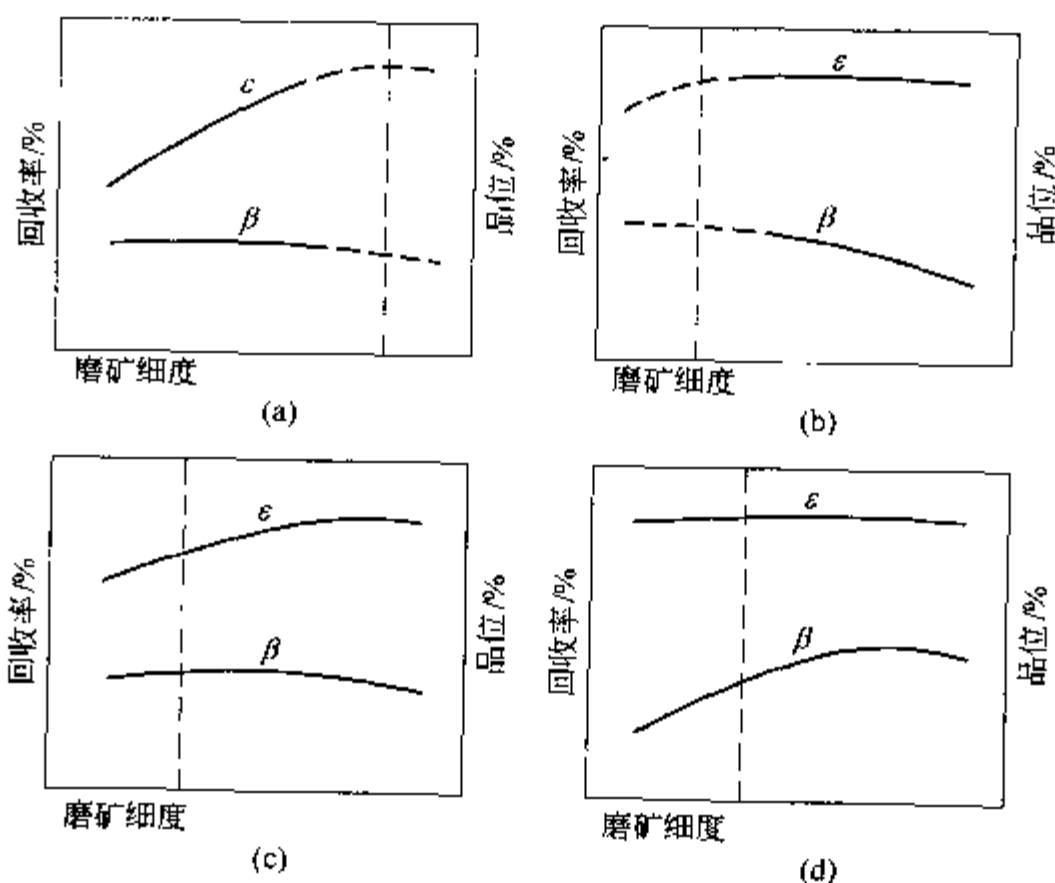 回收率/%
ε
β
品位/%
磨矿细度
(a)
回收率/%
ε
β
品位/%
磨矿细度
(b)
回收率/%
ε
β
品位/%
磨矿细度
(c)
回收率/%
ε
β
品位/%
磨矿细度
(d)